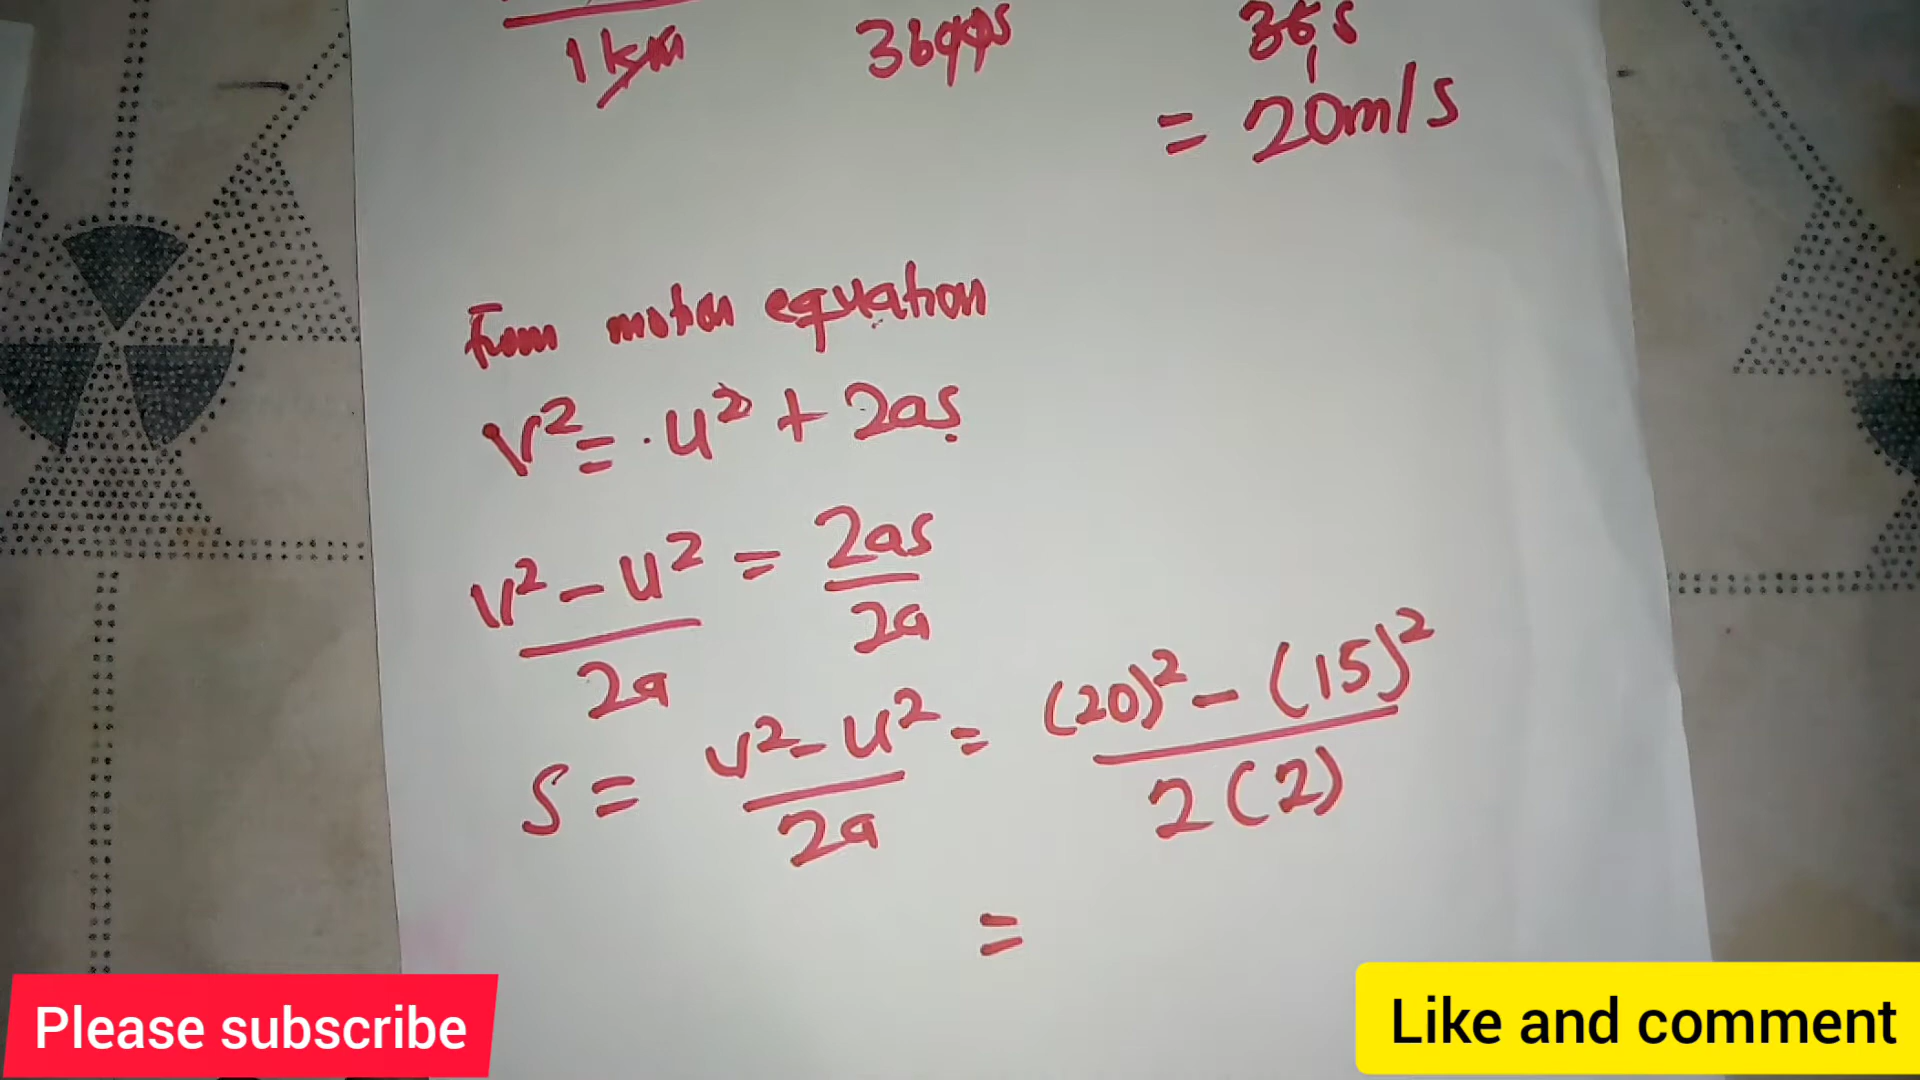 1km 3600s 36s
1
= 20m/s
From motion equation
V² = u² + 2as
V² - u² = 2as
2a 2a
S = V² - u² = (20)² - (15)²
2a 2(2)
=
Please subscribe
Like and comment